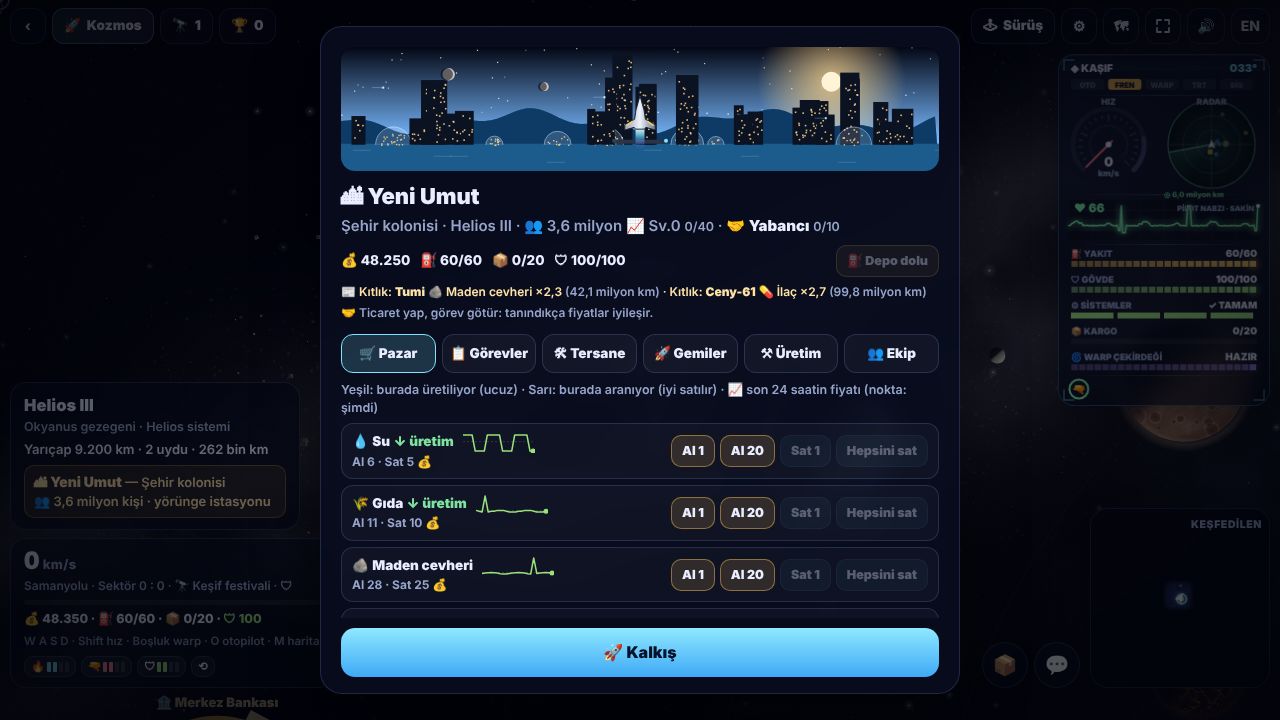 ‹ 🚀 Kozmos 🔭 1 🏆 0
Sürüş EN
Yeni Umut
Şehir kolonisi · Helios III · 👥 3,6 milyon 📈 Sv.0 0/40 · 🤝 Yabancı 0/10
💰 48.250 ⛽ 60/60 📦 0/20 🛡 100/100
⛽ Depo dolu
📰 Kıtlık: Tumi 🪨 Maden cevheri ×2,3 (42,1 milyon km) · Kıtlık: Ceny-61 💊 İlaç ×2,7 (99,8 milyon km)
🤝 Ticaret yap, görev götür: tanındıkça fiyatlar iyileşir.
🛒 Pazar 📋 Görevler 🛠 Tersane 🚀 Gemiler ⚒ Üretim 👥 Ekip
Yeşil: burada üretiliyor (ucuz) · Sarı: burada aranıyor (iyi satılır) · 📈 son 24 saatin fiyatı (nokta:
şimdi)
💧 Su ↓ üretim
Al 6 · Sat 5 💰
Al 1 Al 20 Sat 1 Hepsini sat
🌾 Gıda ↓ üretim
Al 11 · Sat 10 💰
Al 1 Al 20 Sat 1 Hepsini sat
🪨 Maden cevheri
Al 28 · Sat 25 💰
Al 1 Al 20 Sat 1 Hepsini sat
🚀 Kalkış
Helios III
Okyanus gezegeni · Helios sistemi
Yarıçap 9.200 km · 2 uydu · 262 bin km
Yeni Umut — Şehir kolonisi
👥 3,6 milyon kişi · yörünge istasyonu
0 km/s
Samanyolu · Sektör 0 : 0 · 🔭 Keşif festivali · 🛡
💰 48.350 · ⛽ 60/60 · 📦 0/20 · 🛡 100
W A S D · Shift hız · Boşluk warp · O otopilot · M harita
🏦 Merkez Bankası
◆ KAŞİF 033°
OTO FREN WARP TRT
HIZ RADAR
0
km/s
6,0 milyon km
♥ 66 PİLOT NABZI · SAKİN
⛽ YAKIT 60/60
🛡 GÖVDE 100/100
⚙ SİSTEMLER ✓ TAMAM
📦 KARGO 0/20
🌀 WARP ÇEKİRDEĞİ HAZIR
KEŞFEDİLEN